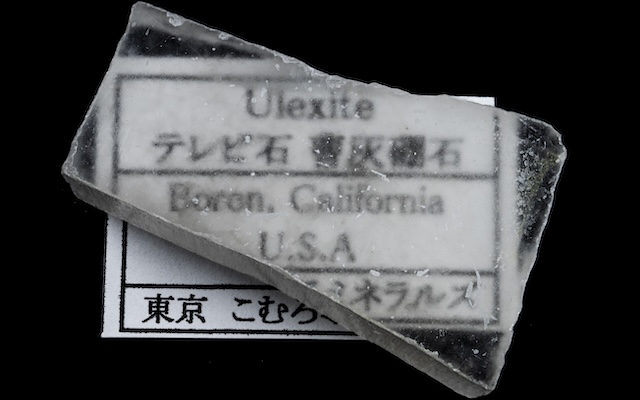 Ulexite
テレビ石 曹灰硼石
Boron, California
U.S.A
東京 こむろミネラルズ